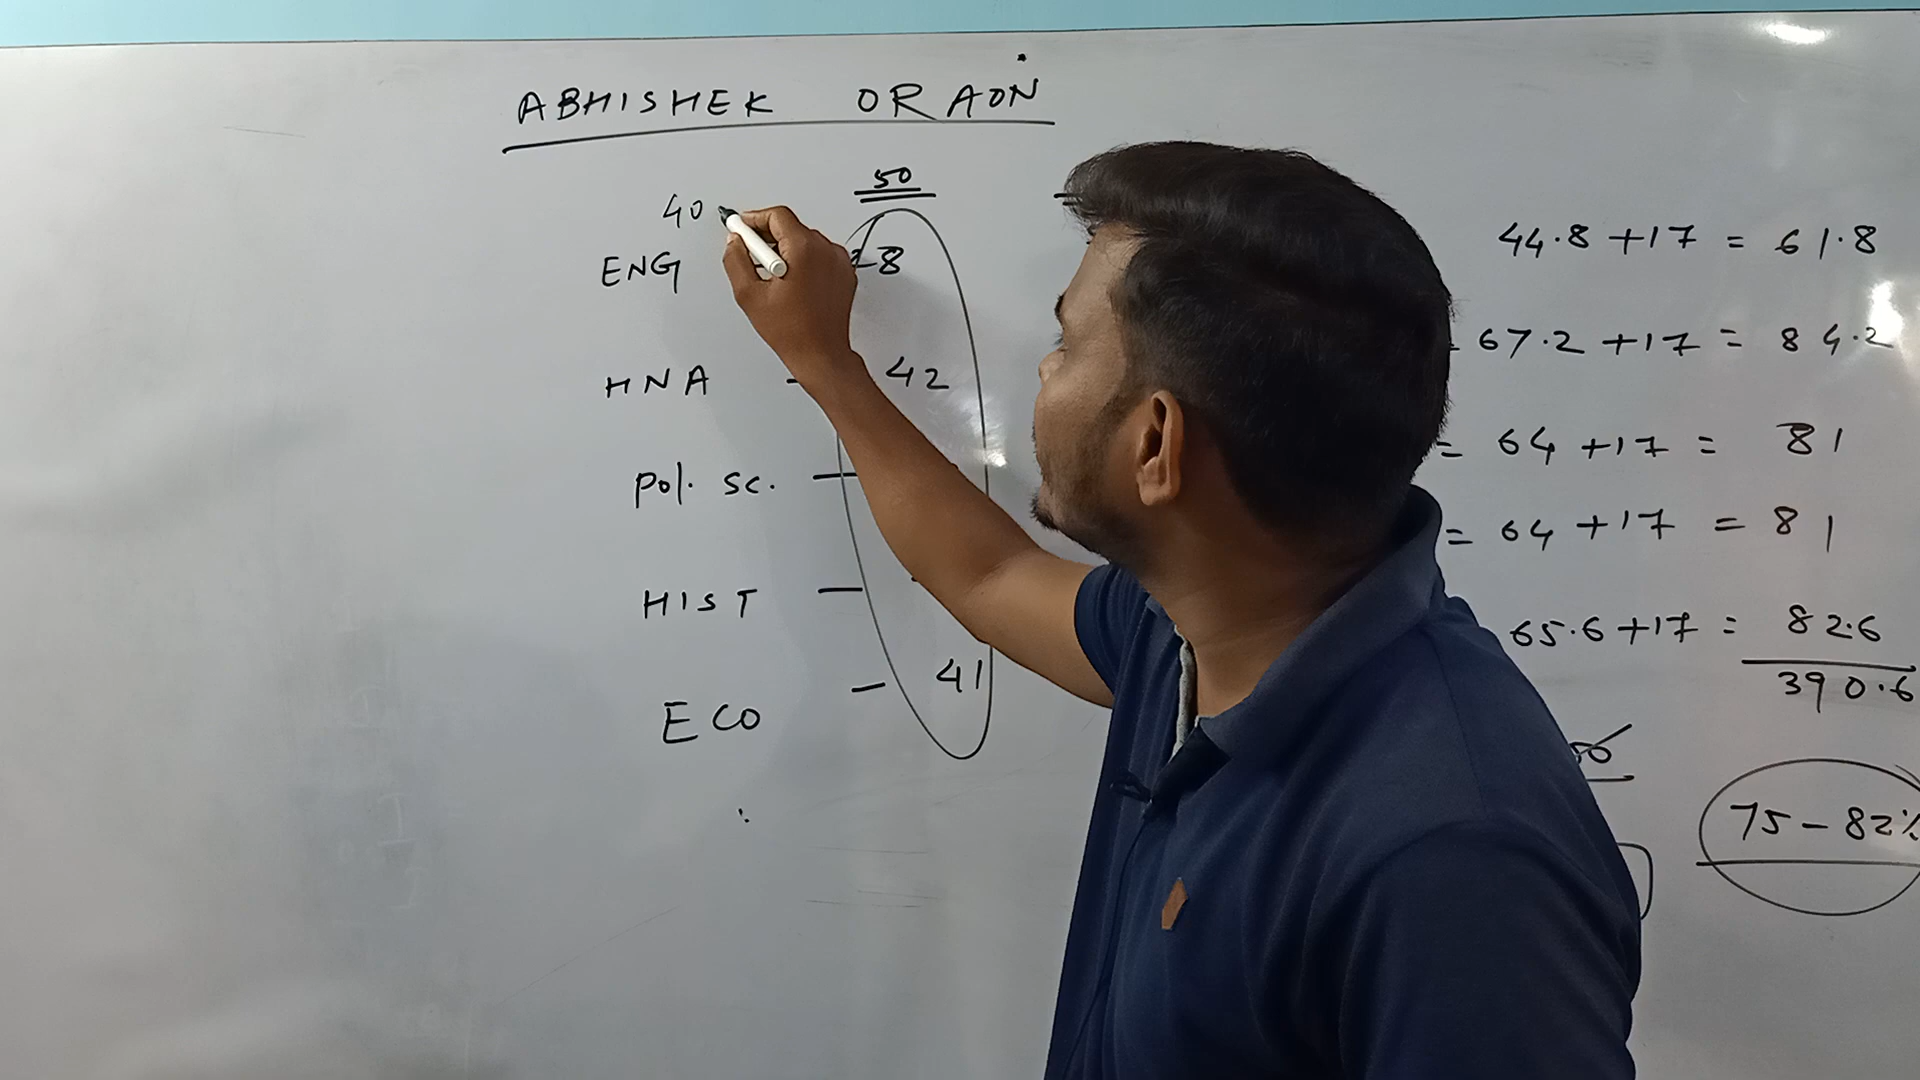 ABHISHEK ORAON
50
40
ENG - 28
44.8 +17 = 61.8
HNA - 42
67.2 +17 = 84.2
Pol. Sc. —
= 64 +17 = 81
HIST —
= 64 +17 = 81
ECO - 41
65.6 +17 = 82.6
390.6
75 - 82%